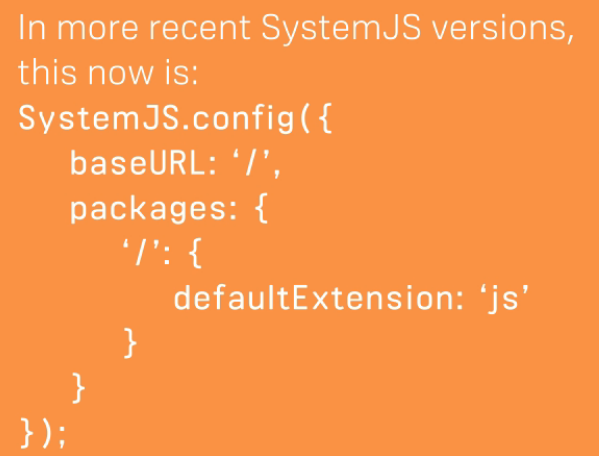 In more recent SystemJS versions,
this now is:
SystemJS.config({
baseURL: ‘/’,
packages: {
‘/’: {
defaultExtension: ‘js’
}
}
});